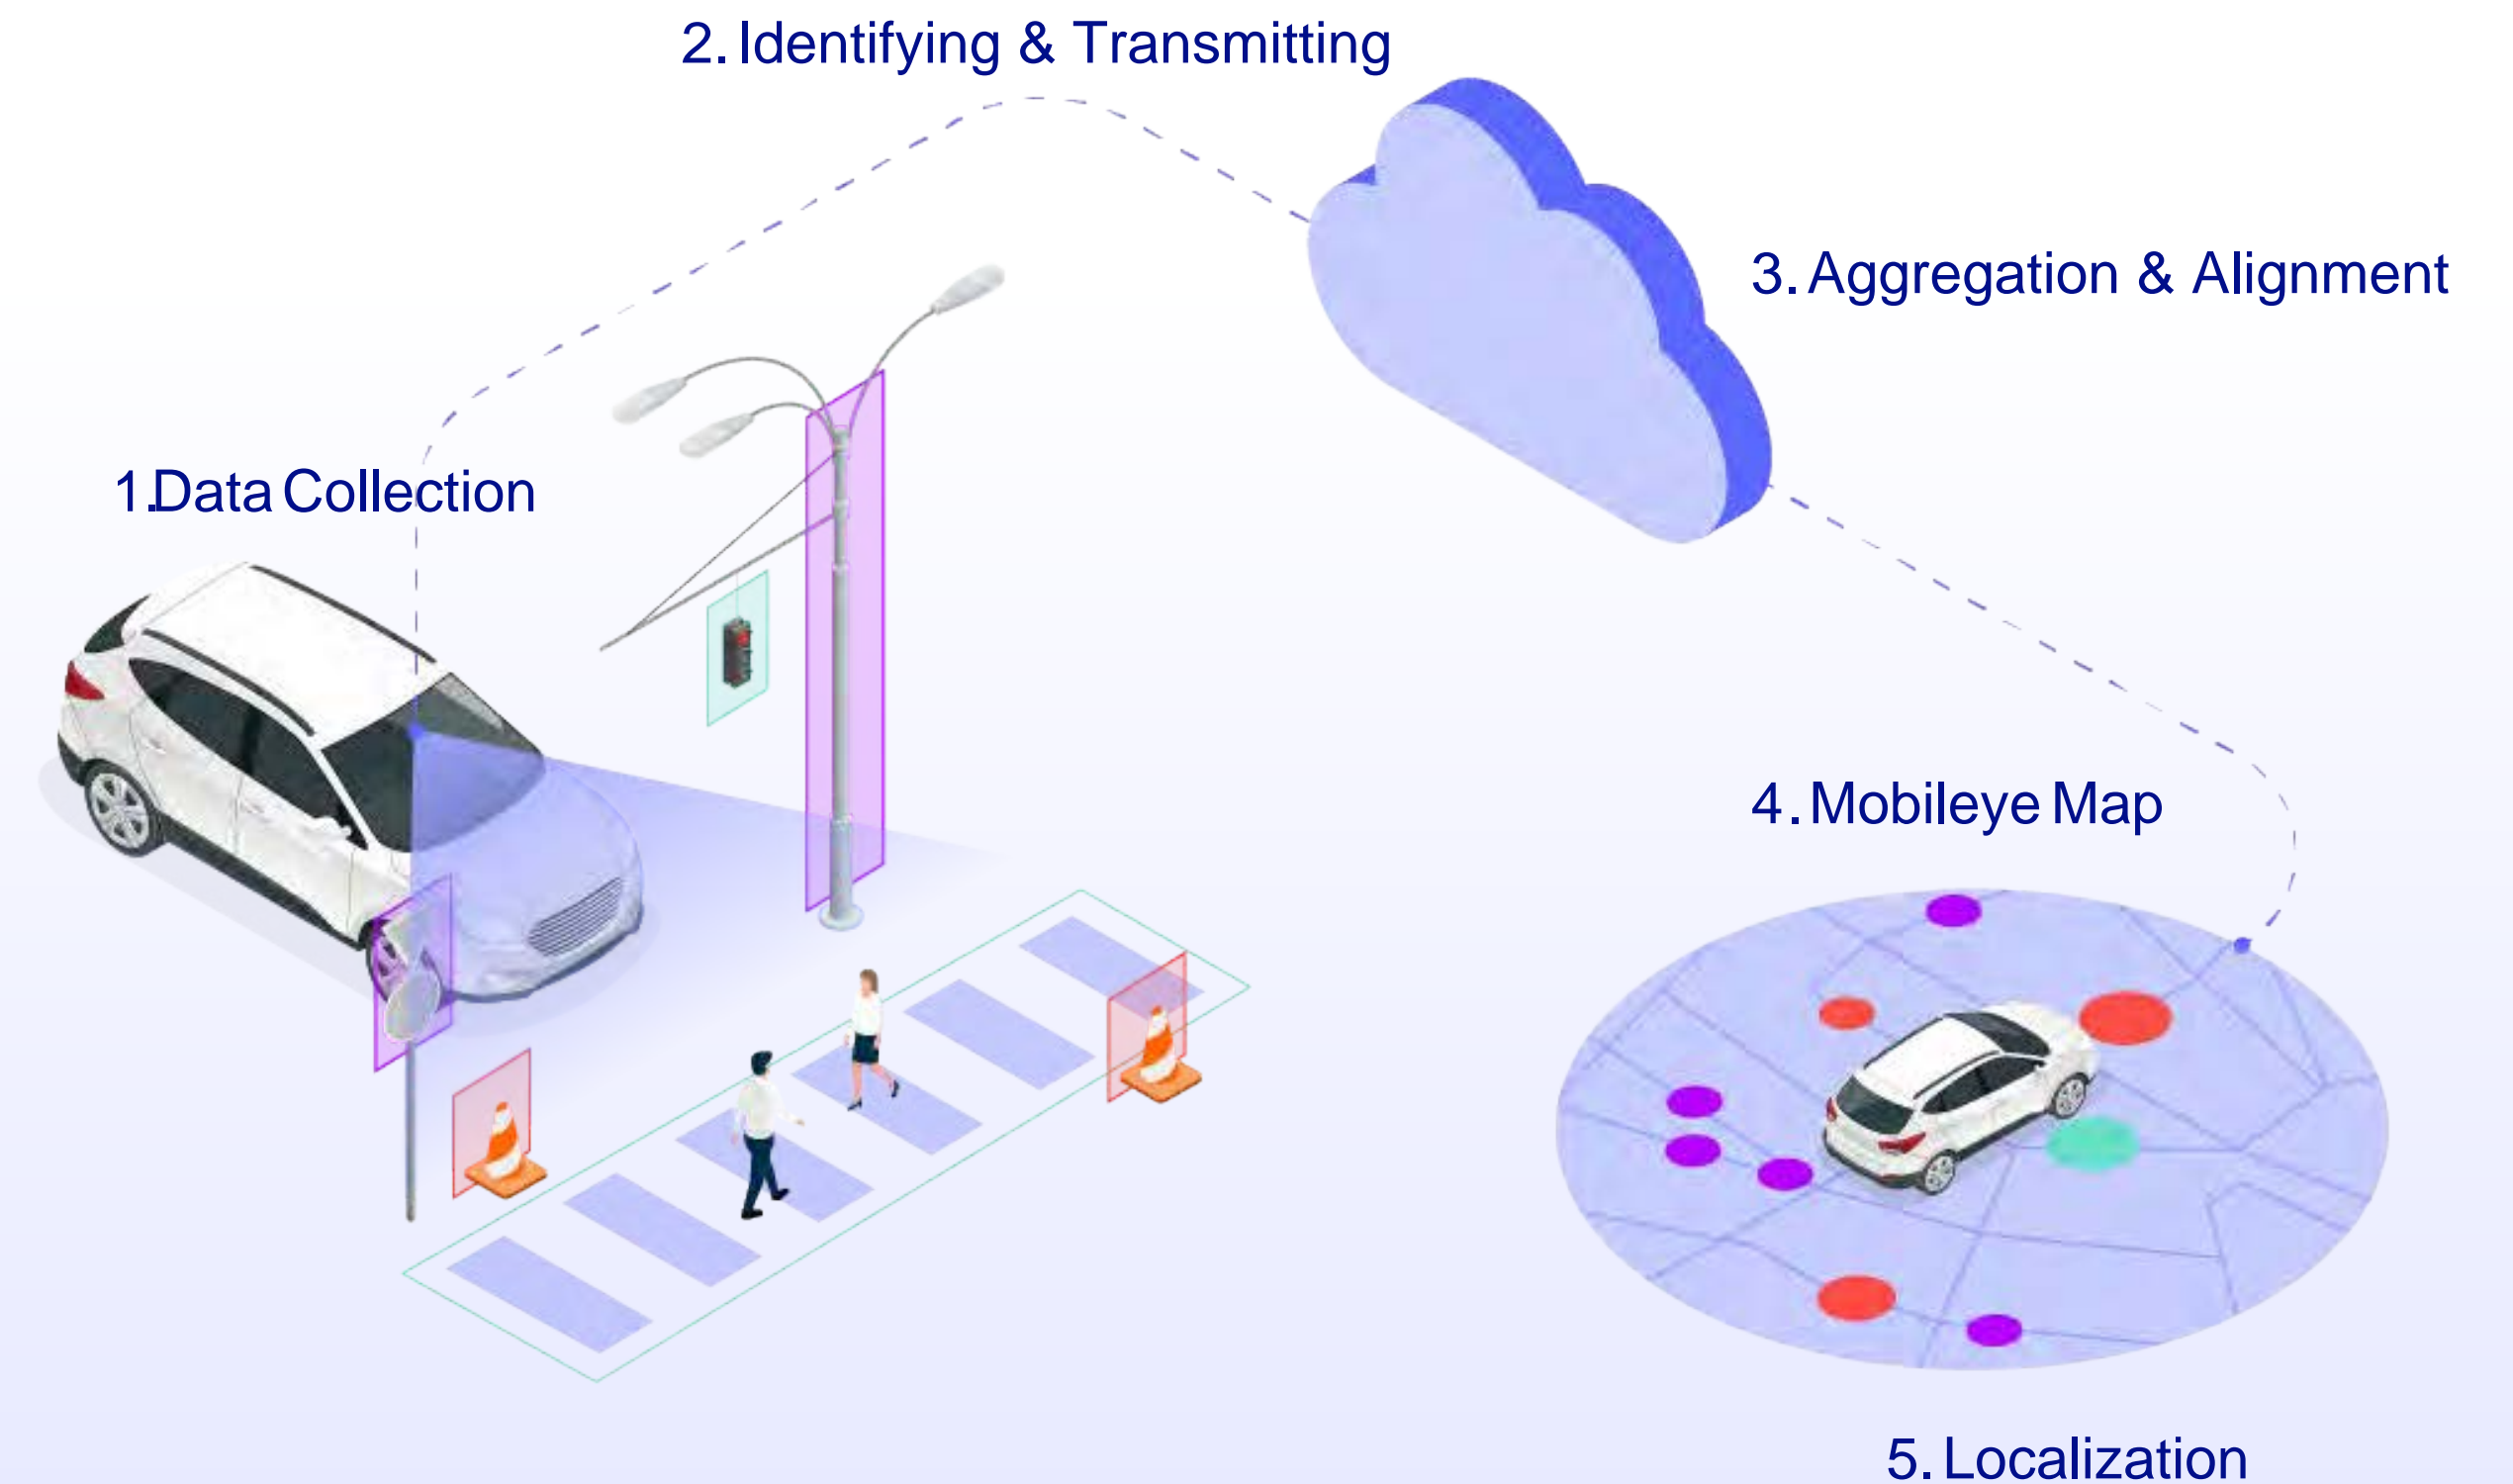 2. Identifying & Transmitting
3. Aggregation & Alignment
1.Data Collection
4. Mobileye Map
5. Localization